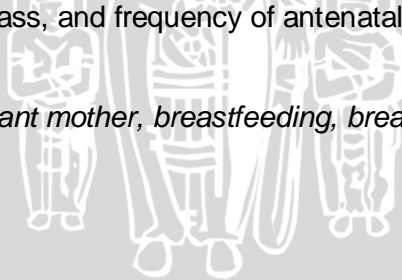 ass, and frequency of antenatal
ant mother, breastfeeding, brea